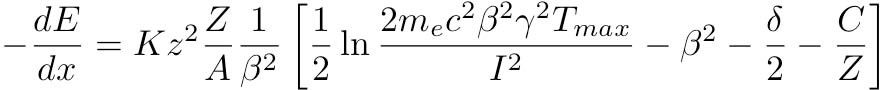 $$-\frac{dE}{dx} = Kz^2 \frac{Z}{A} \frac{1}{\beta^2} \left[ \frac{1}{2} \ln \frac{2m_e c^2 \beta^2 \gamma^2 T_{max}}{I^2} - \beta^2 - \frac{\delta}{2} - \frac{C}{Z} \right]$$